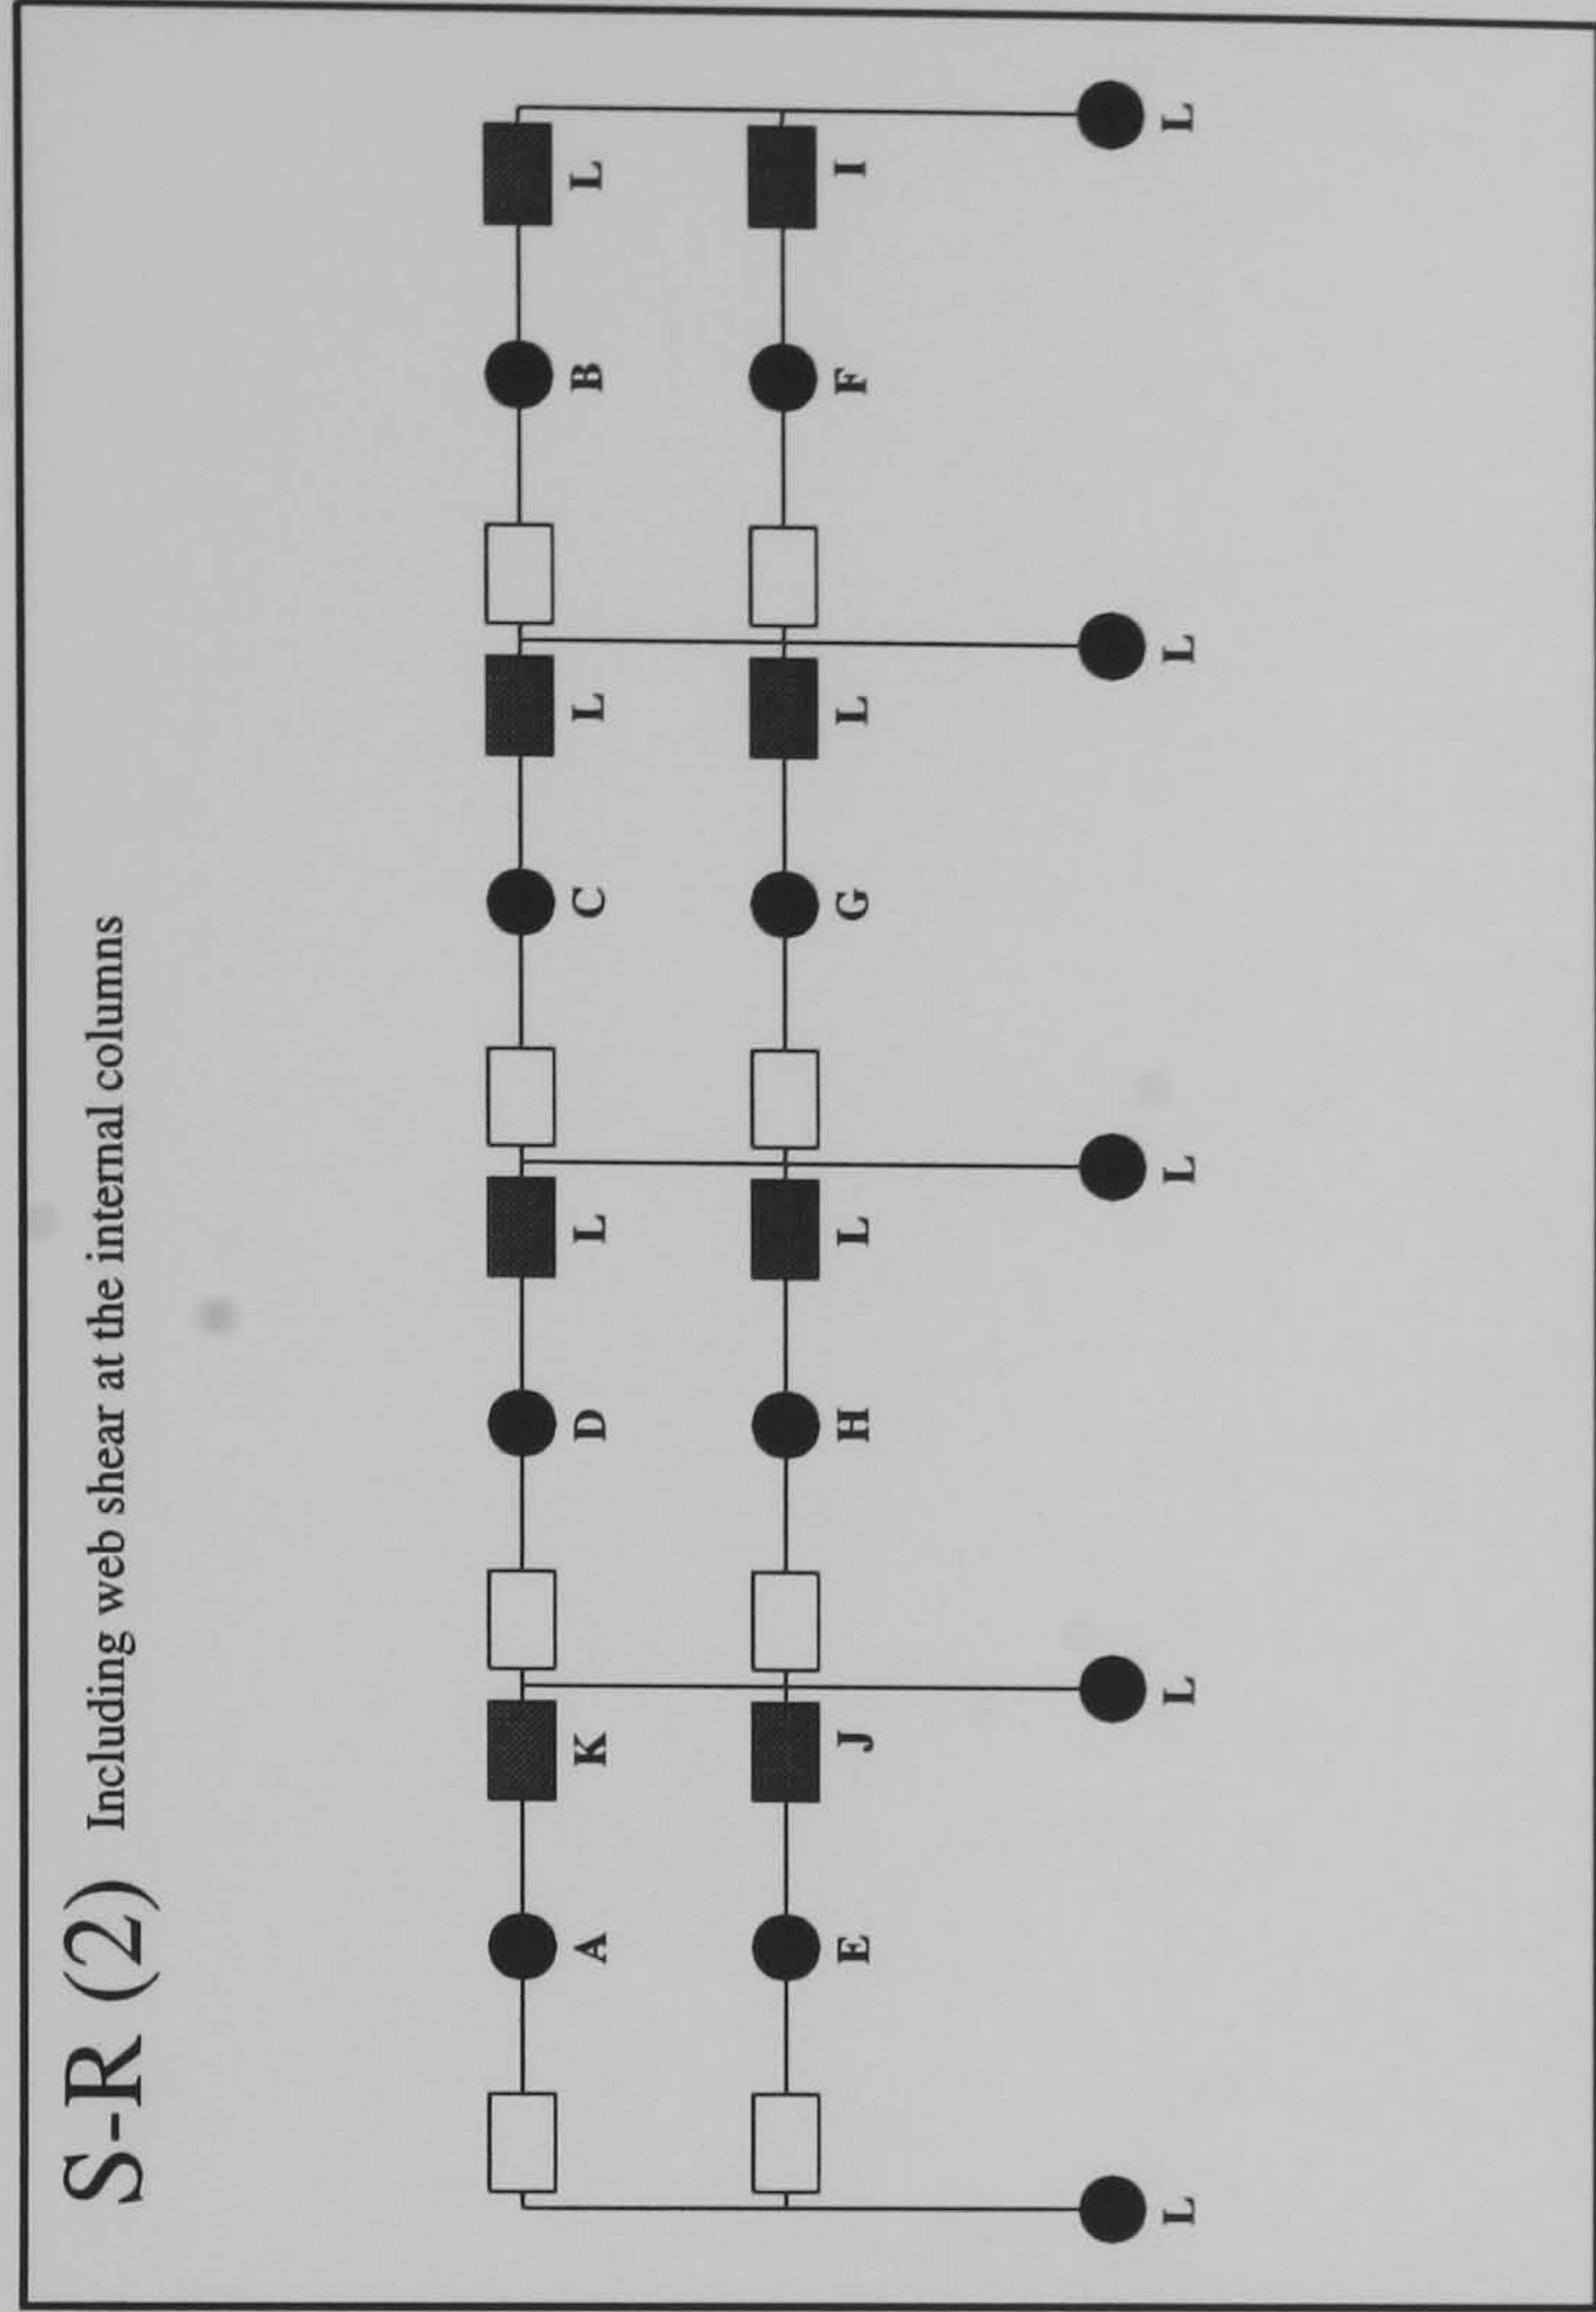 S-R (2) Including web shear at the internal columns
A K D L C L B L
E J H L G L F I
L L L L L